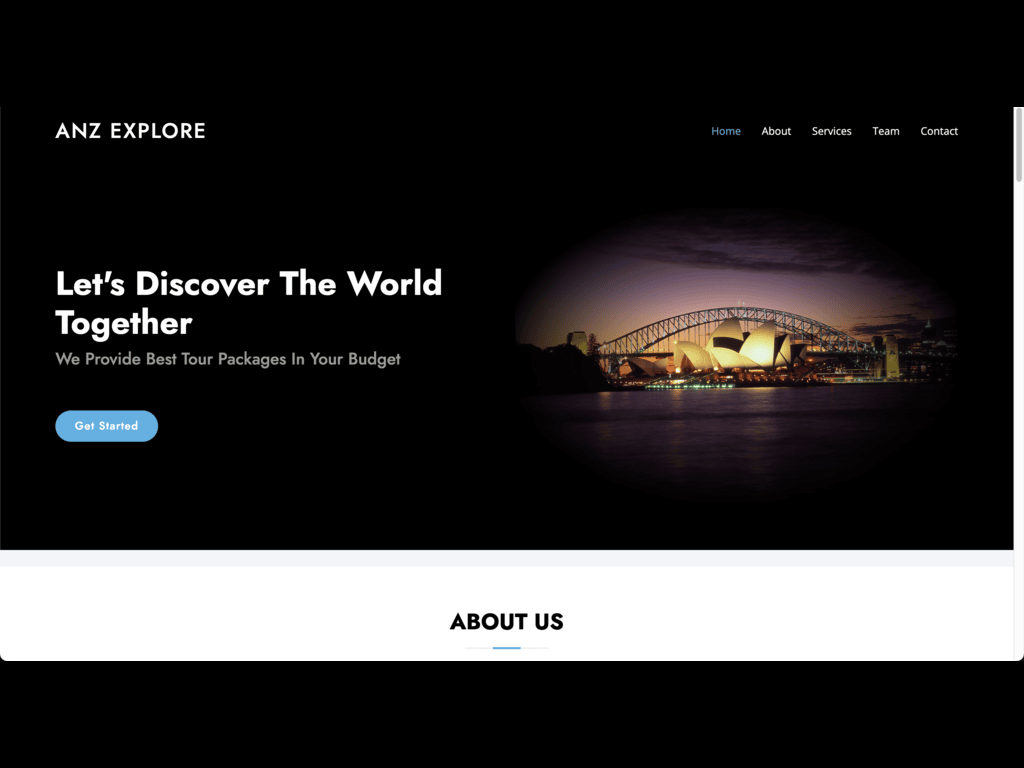 ANZ EXPLORE
Home About Services Team Contact
Let's Discover The World
Together
We Provide Best Tour Packages In Your Budget
Get Started
ABOUT US